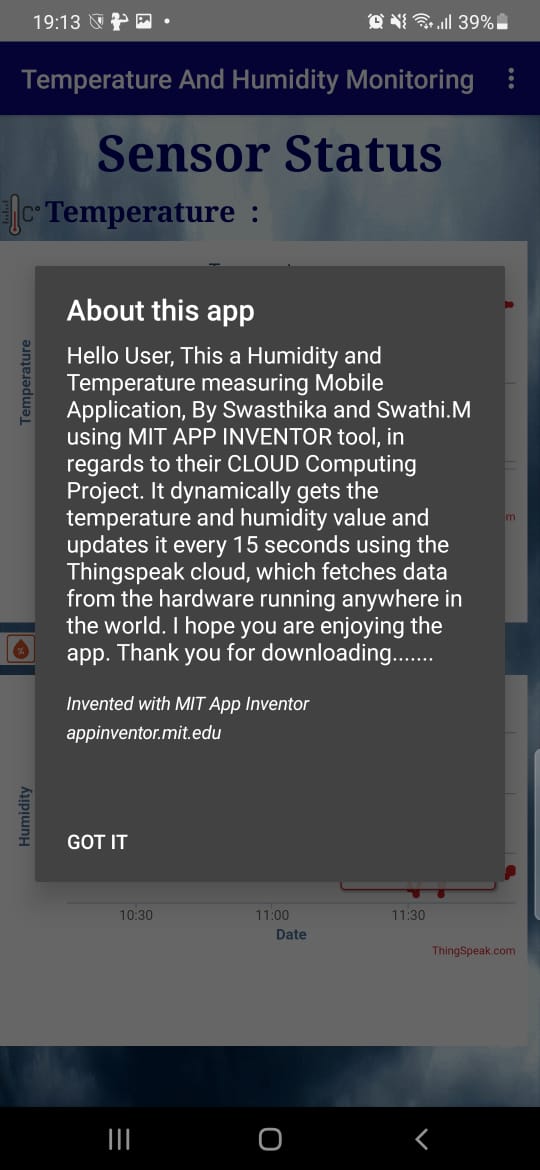 19:13
39%
Temperature And Humidity Monitoring
Sensor Status
C° Temperature :
Temperature
About this app
Hello User, This a Humidity and
Temperature measuring Mobile
Application, By Swasthika and Swathi.M
using MIT APP INVENTOR tool, in
regards to their CLOUD Computing
Project. It dynamically gets the
temperature and humidity value and
updates it every 15 seconds using the
Thingspeak cloud, which fetches data
from the hardware running anywhere in
the world. I hope you are enjoying the
app. Thank you for downloading.......
Invented with MIT App Inventor
appinventor.mit.edu
GOT IT
m
%
Humidity
10:30 11:00 11:30
Date
ThingSpeak.com